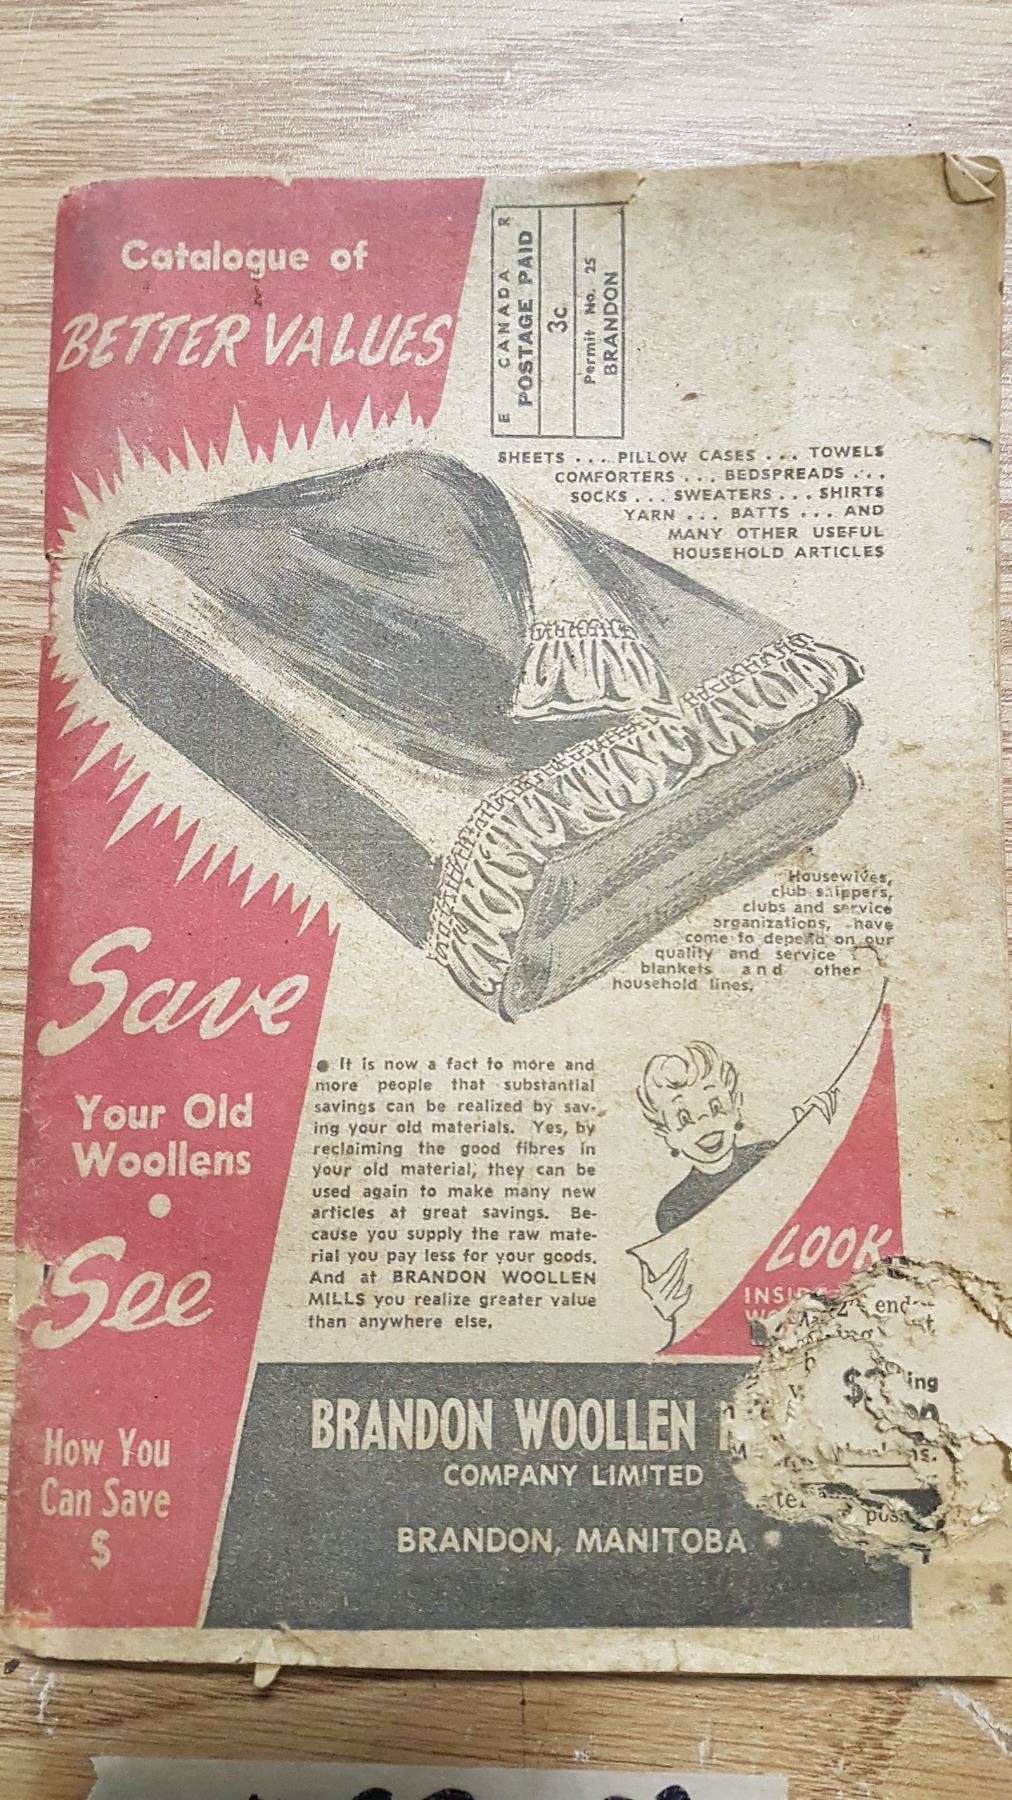 Catalogue of
BETTER VALUES
E CANADA R
POSTAGE PAID
3c
Permit No. 25
BRANDON
SHEETS ... PILLOW CASES ... TOWELS
COMFORTERS ... BEDSPREADS ...
SOCKS ... SWEATERS ... SHIRTS
YARN ... BATTS ... AND
MANY OTHER USEFUL
HOUSEHOLD ARTICLES
Housewives,
club shippers,
clubs and service
organizations, have
come to depend on our
quality and service
blankets and other
household lines.
Save
Your Old
Woollens
•
See
How You
Can Save
$
● It is now a fact to more and
more people that substantial
savings can be realized by sav-
ing your old materials. Yes, by
reclaiming the good fibres in
your old material, they can be
used again to make many new
articles at great savings. Be-
cause you supply the raw mate-
rial you pay less for your goods.
And at BRANDON WOOLLEN
MILLS you realize greater value
than anywhere else.
LOOK
BRANDON WOOLLEN
COMPANY LIMITED
BRANDON, MANITOBA